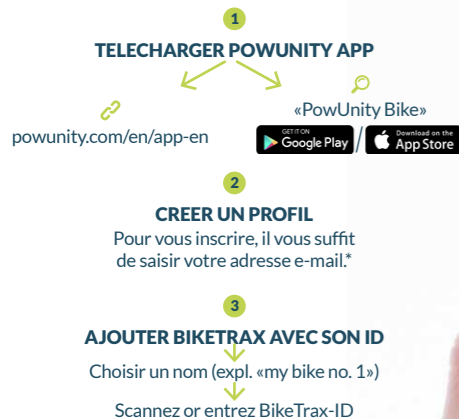 1
TELECHARGER POWUNITY APP
powunity.com/en/app-en
«PowUnity Bike»
GET IT ON
Google Play / Download on the
App Store
2
CREER UN PROFIL
Pour vous inscrire, il vous suffit
de saisir votre adresse e-mail.*
3
AJOUTER BIKETRAX AVEC SON ID
Choisir un nom (expl. «my bike no. 1»)
Scannez or entrez BikeTrax-ID